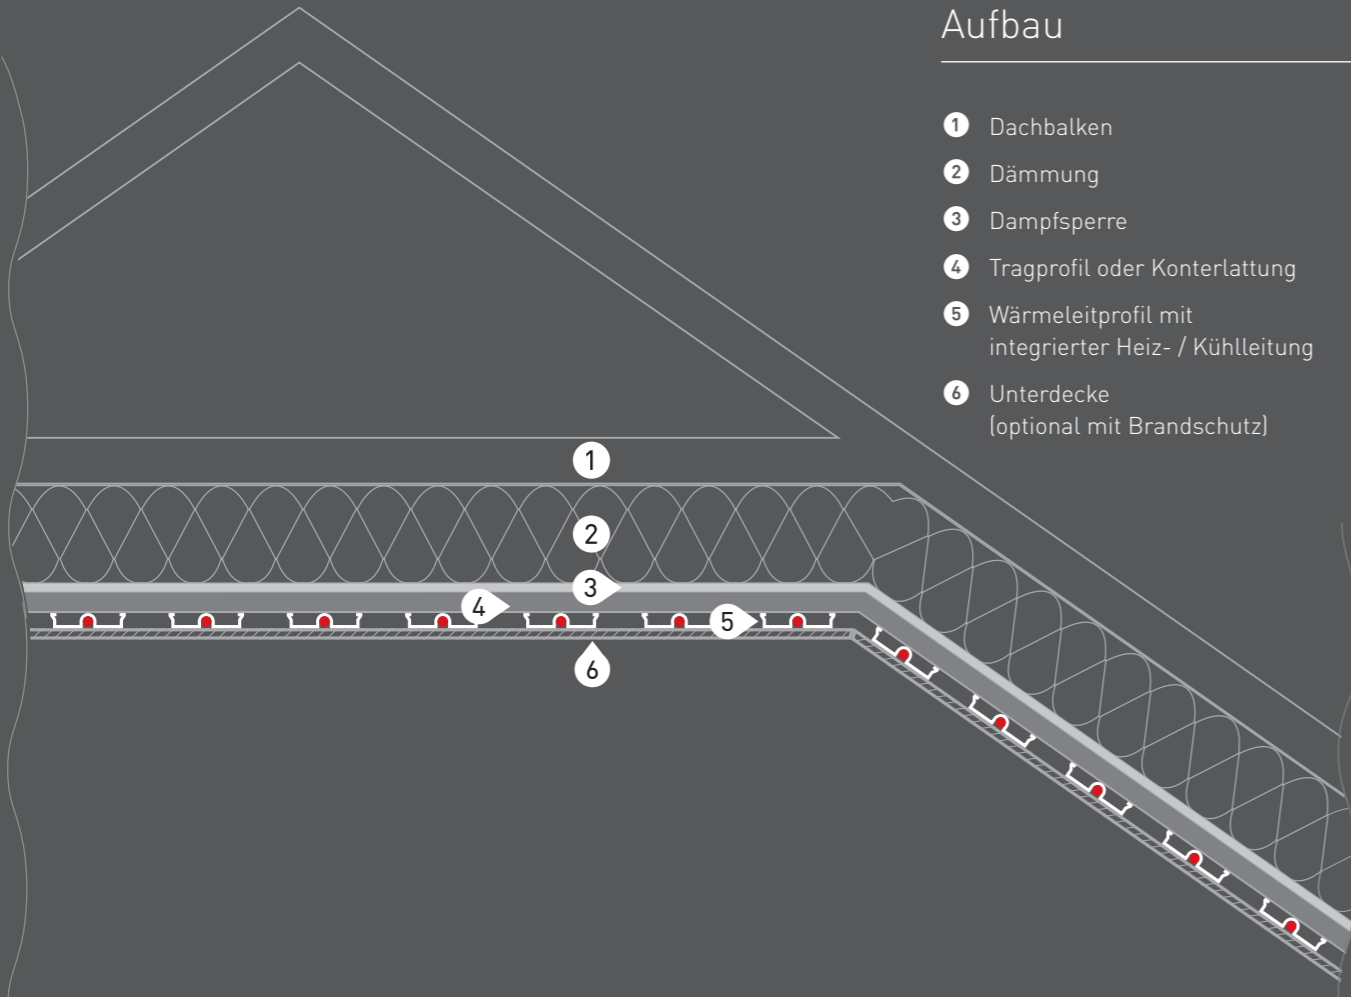 Aufbau
1 Dachbalken
2 Dämmung
3 Dampfsperre
4 Tragprofil oder Konterlattung
5 Wärmeleitprofil mit
integrierter Heiz- / Kühlleitung
6 Unterdecke
(optional mit Brandschutz)
1
2
3
4
5
6